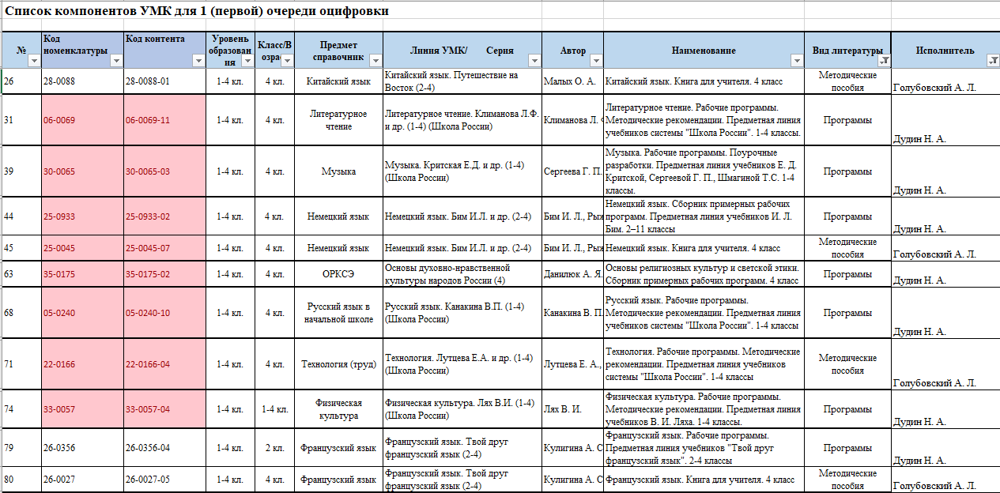 Список компонентов УМК для 1 (первой) очереди оцифровки
№
Код
номенклатуры
Код контента
Уровень
образован
ия
Класс/В
озра
Предмет
справочник
Линия УМК/ Серия
Автор
Наименование
Вид литературы
Исполнитель
26
28-0088
28-0088-01
1-4 кл.
4 кл.
Китайский язык
Китайский язык. Путешествие на
Восток (2-4)
Малых О. А.
Китайский язык. Книга для учителя. 4 класс
Методические
пособия
Голубовский А. Л.
31
06-0069
06-0069-11
1-4 кл.
4 кл.
Литературное
чтение
Литературное чтение. Климанова Л.Ф.
и др. (1-4) (Школа России)
Климанова Л.
Литературное чтение. Рабочие программы.
Методические рекомендации. Предметная линия
учебников системы "Школа России". 1-4 классы.
Программы
Дудин Н. А.
39
30-0065
30-0065-03
1-4 кл.
4 кл.
Музыка
Музыка. Критская Е.Д. и др. (1-4)
(Школа России)
Сергеева Г. П.
Музыка. Рабочие программы. Поурочные
разработки. Предметная линия учебников Е. Д.
Критской, Сергеевой Г. П., Шмагиной Т.С. 1-4
классы.
Программы
Дудин Н. А.
44
25-0933
25-0933-02
1-4 кл.
4 кл.
Немецкий язык
Немецкий язык. Бим И.Л. и др. (2-4)
Бим И. Л., Рыж
Немецкий язык. Сборник примерных рабочих
программ. Предметная линия учебников И. Л.
Бим. 2–11 классы
Программы
Дудин Н. А.
45
25-0045
25-0045-07
1-4 кл.
4 кл.
Немецкий язык
Немецкий язык. Бим И.Л. и др. (2-4)
Бим И. Л., Рыж
Немецкий язык. Книга для учителя. 4 класс
Методические
пособия
Голубовский А. Л.
63
35-0175
35-0175-02
1-4 кл.
4 кл.
ОРКСЭ
Основы духовно-нравственной
культуры народов России (4)
Данилюк А. Я.
Основы религиозных культур и светской этики.
Сборник примерных рабочих программ. 4 класс
Программы
Дудин Н. А.
68
05-0240
05-0240-10
1-4 кл.
4 кл.
Русский язык в
начальной школе
Русский язык. Канакина В.П. (1-4)
(Школа России)
Канакина В. П.
Русский язык. Рабочие программы.
Методические рекомендации. Предметная линия
учебников системы "Школа России". 1-4 классы
Программы
Дудин Н. А.
71
22-0166
22-0166-04
1-4 кл.
4 кл.
Технология (труд)
Технология. Лутцева Е.А. и др. (1-4)
(Школа России)
Лутцева Е. А.,
Технология. Рабочие программы. Методические
рекомендации. Предметная линия учебников
системы "Школа России". 1-4 классы
Методические
пособия
Голубовский А. Л.
74
33-0057
33-0057-04
1-4 кл.
1-4 кл.
Физическая
культура
Физическая культура. Лях В.И. (1-4)
(Школа России)
Лях В. И.
Физическая культура. Рабочие программы.
Методические рекомендации. Предметная линия
учебников В. И. Ляха. 1-4 классы.
Программы
Дудин Н. А.
79
26-0356
26-0356-04
1-4 кл.
2 кл.
Французский язык
Французский язык. Твой друг
французский язык (2-4)
Кулигина А. С
Французский язык. Рабочие программы.
Предметная линия учебников "Твой друг
французский язык". 2-4 классы
Программы
Дудин Н. А.
80
26-0027
26-0027-05
1-4 кл.
4 кл.
Французский язык
Французский язык. Твой друг
французский язык (2-4)
Кулигина А. С
Французский язык. Книга для учителя. 4 класс
Методические
пособия
Голубовский А. Л.